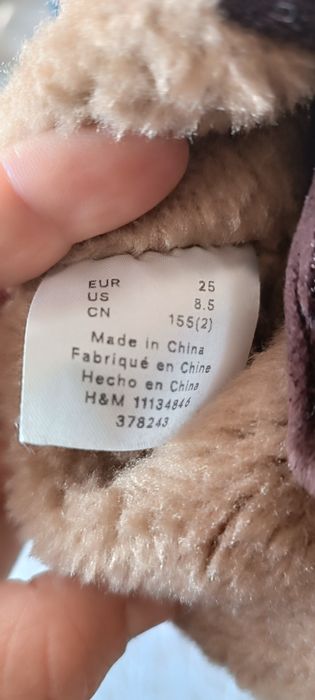 EUR 25
US 8.5
CN 155(2)
Made in China
Fabriqué en Chine
Hecho en China
H&M 11134846
378243